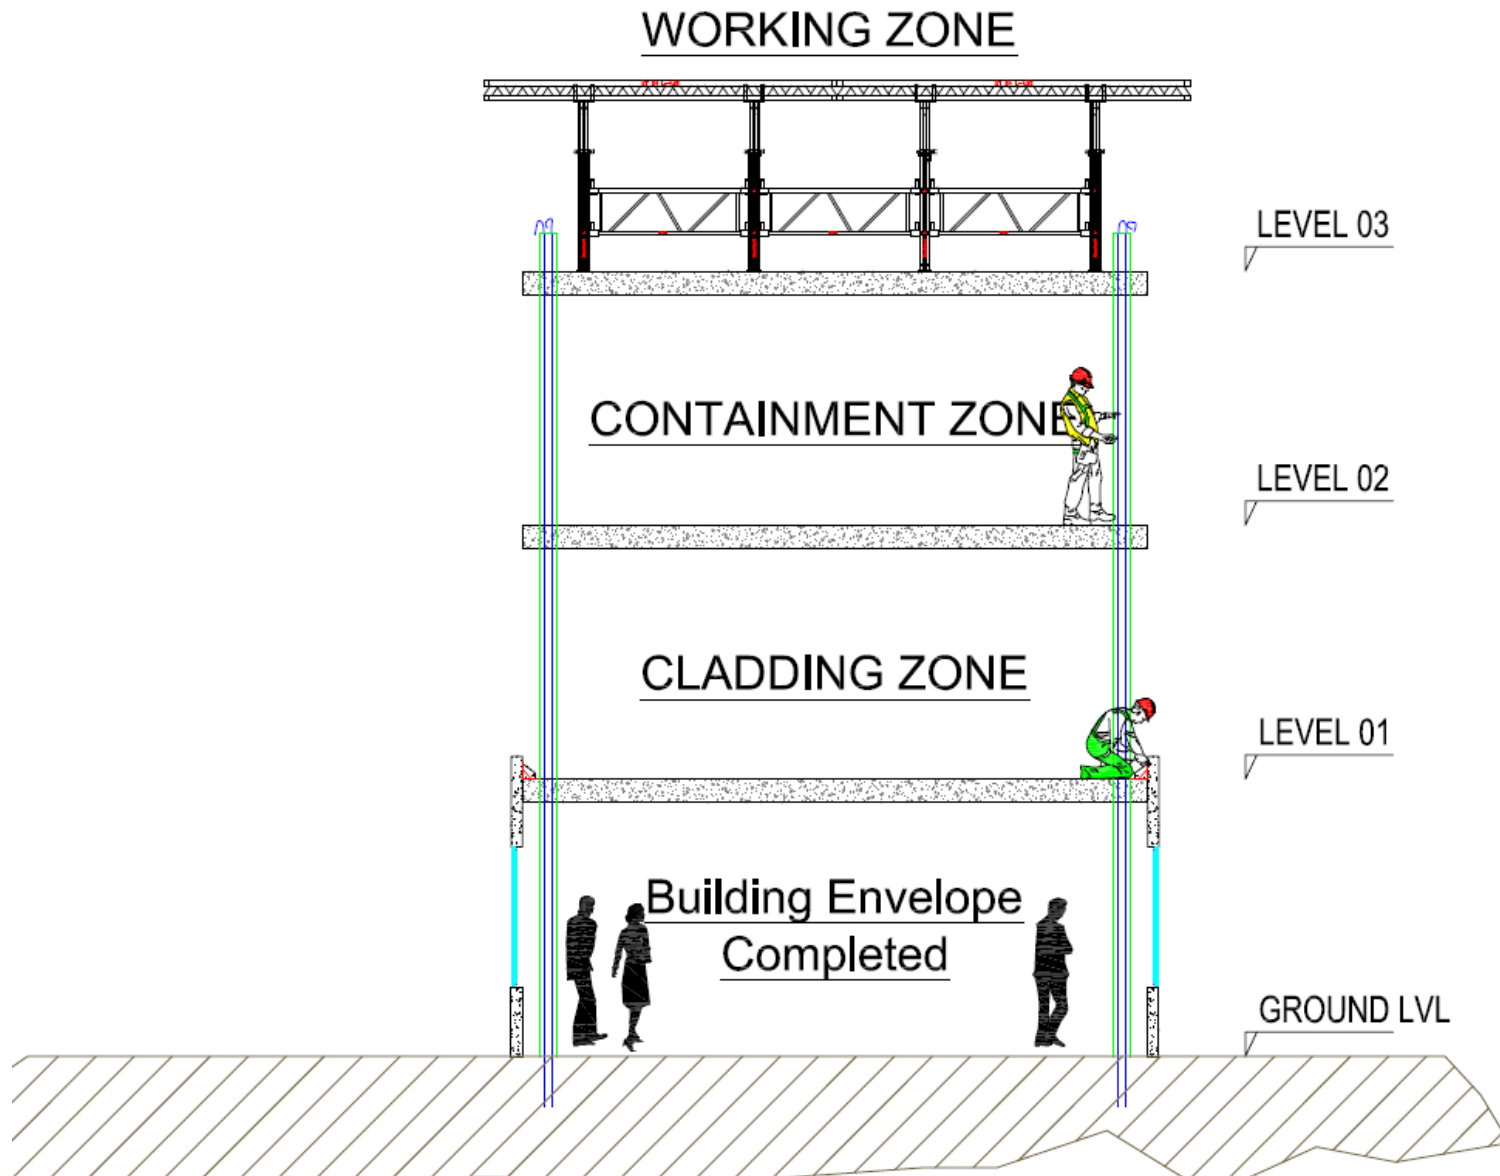 WORKING ZONE
LEVEL 03
CONTAINMENT ZONE
LEVEL 02
CLADDING ZONE
LEVEL 01
Building Envelope
Completed
GROUND LVL